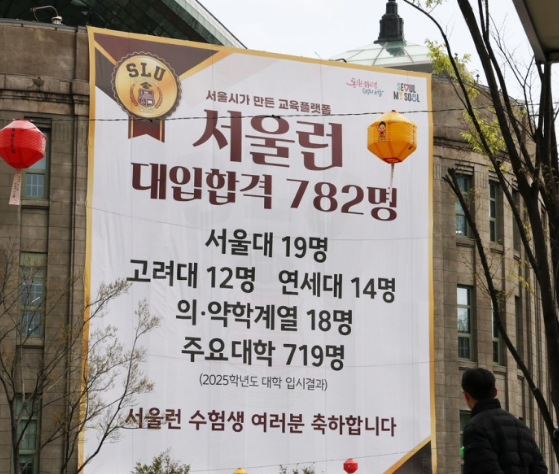 SLU
서울시가 만든 교육플랫폼
SEOUL
MY SOUL
서울런
대입합격 782명
서울대 19명
고려대 12명 연세대 14명
의·약학계열 18명
주요대학 719명
(2025학년도 대학 입시결과)
서울런 수험생 여러분 축하합니다